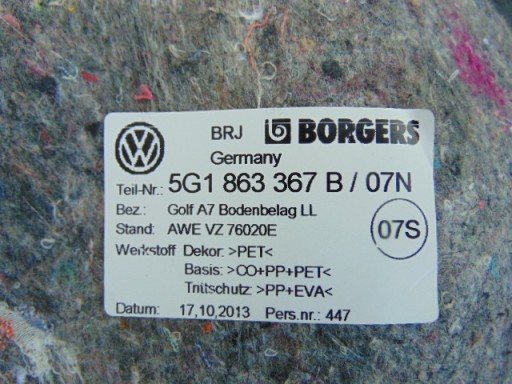 BRJ BORGERS
Germany
Teil-Nr.: 5G1 863 367 B / 07N
Bez.: Golf A7 Bodenbelag LL
Stand: AWE VZ 76020E
07S
Werkstoff Dekor: >PET<
Basis: >CO+PP+PET<
Trittschutz: >PP+EVA<
Datum: 17,10,2013 Pers.nr.: 447